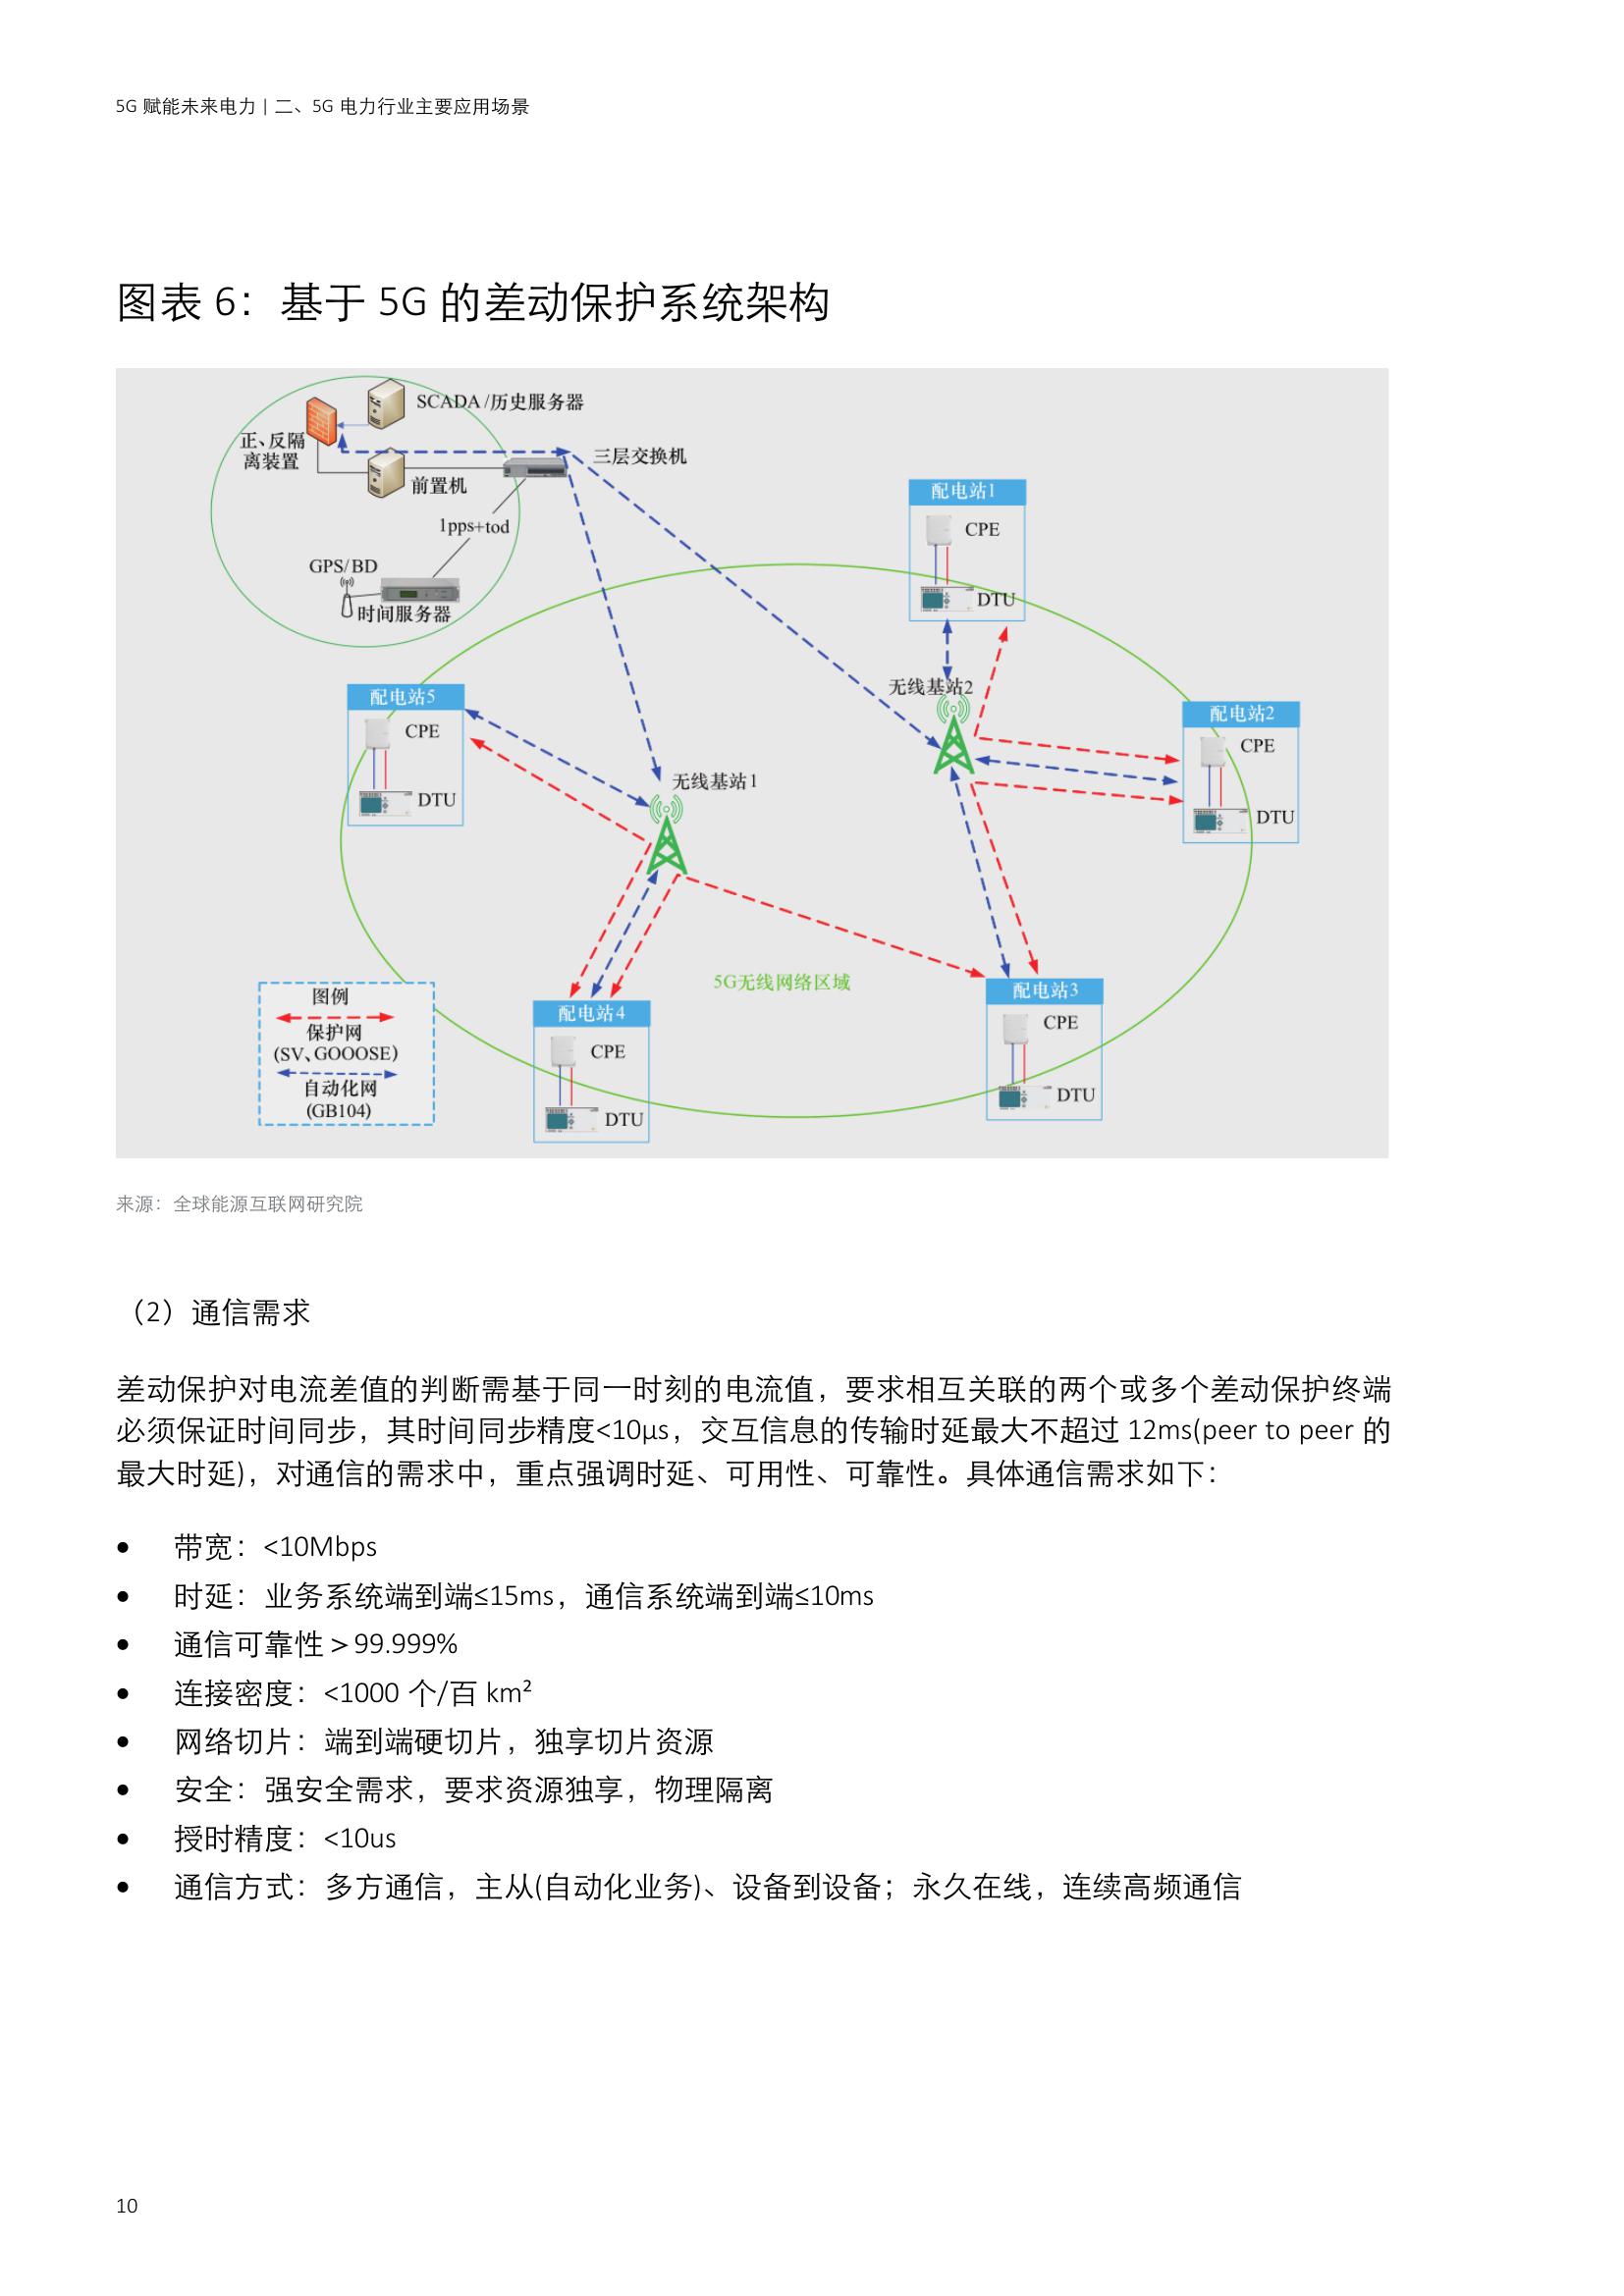 5G 赋能未来电力 | 二、5G 电力行业主要应用场景
图表 6：基于 5G 的差动保护系统架构
SCADA /历史服务器
正、反隔
离装置
三层交换机
前置机
1pps+tod
GPS/BD
时间服务器
配电站1
CPE
DTU
无线基站2
配电站5
CPE
DTU
配电站2
CPE
DTU
无线基站1
5G无线网络区域
配电站3
CPE
DTU
配电站4
CPE
DTU
图例
保护网
(SV、GOOOSE)
自动化网
(GB104)
来源：全球能源互联网研究院
（2）通信需求
差动保护对电流差值的判断需基于同一时刻的电流值，要求相互关联的两个或多个差动保护终端
必须保证时间同步，其时间同步精度<10μs，交互信息的传输时延最大不超过 12ms(peer to peer 的
最大时延)，对通信的需求中，重点强调时延、可用性、可靠性。具体通信需求如下：
• 带宽：<10Mbps
• 时延：业务系统端到端≤15ms，通信系统端到端≤10ms
• 通信可靠性＞99.999%
• 连接密度：<1000 个/百 km²
• 网络切片：端到端硬切片，独享切片资源
• 安全：强安全需求，要求资源独享，物理隔离
• 授时精度：<10us
• 通信方式：多方通信，主从(自动化业务)、设备到设备；永久在线，连续高频通信
10